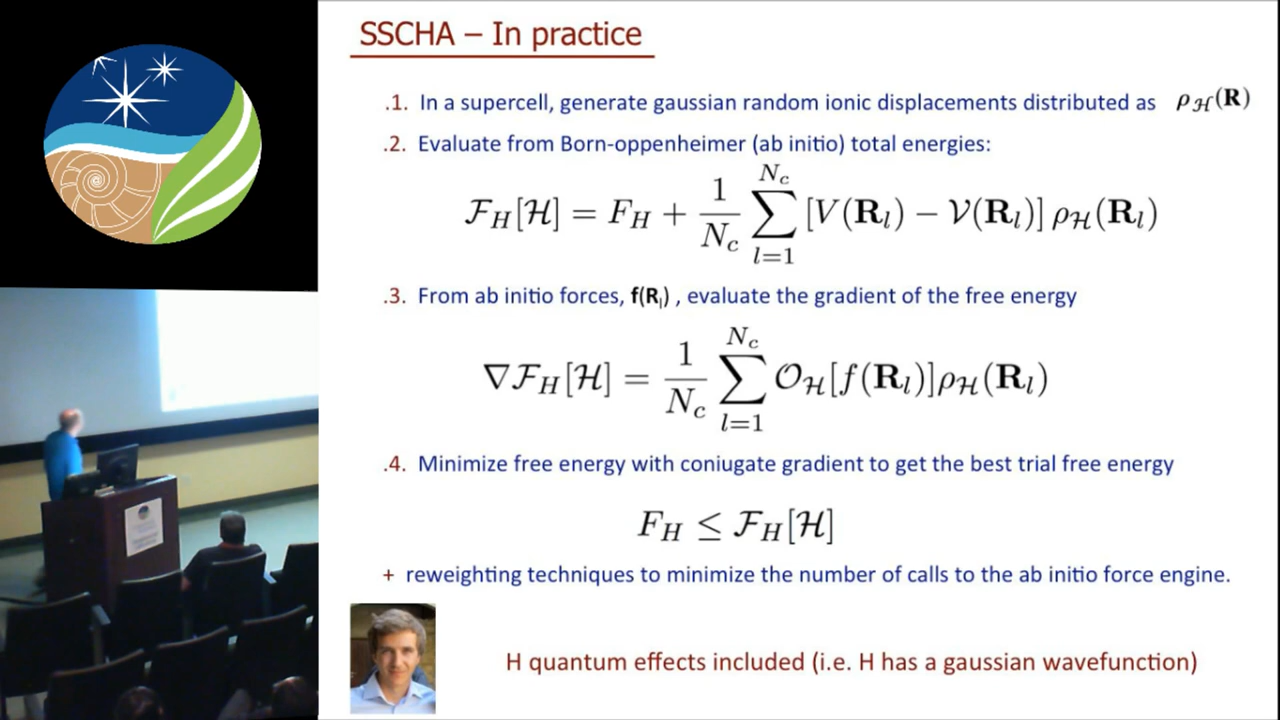 SSCHA – In practice
.1. In a supercell, generate gaussian random ionic displacements distributed as ρ_ℋ(𝐑)
.2. Evaluate from Born-oppenheimer (ab initio) total energies:
ℱ_H[ℋ] = F_H + 1/N_c ∑_{l=1}^{N_c} [V(𝐑_l) − 𝒱(𝐑_l)] ρ_ℋ(𝐑_l)
.3. From ab initio forces, f(R_l) , evaluate the gradient of the free energy
∇ℱ_H[ℋ] = 1/N_c ∑_{l=1}^{N_c} 𝒪_ℋ[f(𝐑_l)]ρ_ℋ(𝐑_l)
.4. Minimize free energy with coniugate gradient to get the best trial free energy
F_H ≤ ℱ_H[ℋ]
+ reweighting techniques to minimize the number of calls to the ab initio force engine.
H quantum effects included (i.e. H has a gaussian wavefunction)